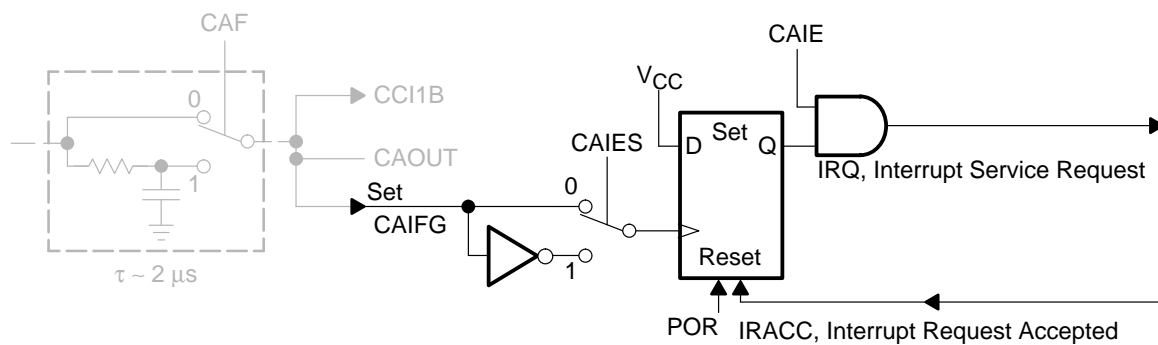 CAF
CAIE
VCC
0
CCI1B
Set
D
Q
CAOUT
CAIES
1
Set
0
IRQ, Interrupt Service Request
CAIFG
Reset
1
τ ~ 2 μs
POR
IRACC, Interrupt Request Accepted